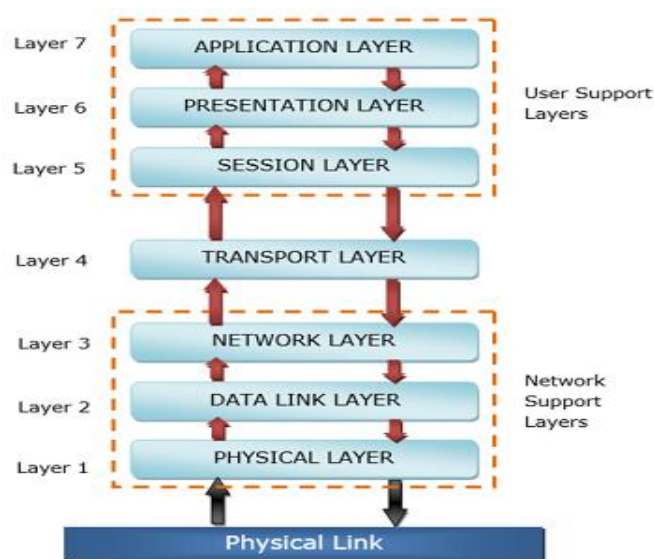 Layer 7
APPLICATION LAYER
Layer 6
PRESENTATION LAYER
User Support
Layers
Layer 5
SESSION LAYER
Layer 4
TRANSPORT LAYER
Layer 3
NETWORK LAYER
Layer 2
DATA LINK LAYER
Network
Support
Layers
Layer 1
PHYSICAL LAYER
Physical Link